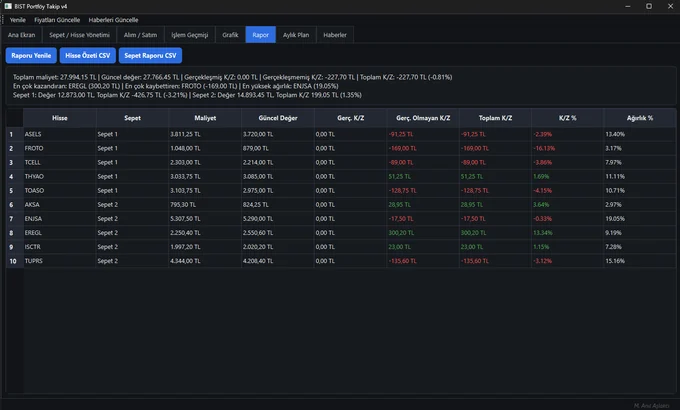 BIST Portföy Takip v4
Yenile Fiyatları Güncelle Haberleri Güncelle
Ana Ekran Sepet / Hisse Yönetimi Alım / Satım İşlem Geçmişi Grafik Rapor Aylık Plan Haberler
Raporu Yenile Hisse Özeti CSV Sepet Raporu CSV
Toplam maliyet: 27.994,15 TL | Güncel değer: 27.766,45 TL | Gerçekleşmiş K/Z: 0,00 TL | Gerçekleşmemiş K/Z: -227,70 TL | Toplam K/Z: -227,70 TL (-0.81%)
En çok kazandıran: EREGL (300,20 TL) | En çok kaybettiren: FROTO (-169,00 TL) | En yüksek ağırlık: ENJSA (19.05%)
Sepet 1: Değer 12.873,00 TL, Toplam K/Z -426,75 TL (-3.21%) | Sepet 2: Değer 14.893,45 TL, Toplam K/Z 199,05 TL (1.35%)
Hisse Sepet Maliyet Güncel Değer Gerç. K/Z Gerç. Olmayan K/Z Toplam K/Z K/Z % Ağırlık %
1 ASELS Sepet 1 3.811,25 TL 3.720,00 TL 0,00 TL -91,25 TL -91,25 TL -2.39% 13.40%
2 FROTO Sepet 1 1.048,00 TL 879,00 TL 0,00 TL -169,00 TL -169,00 TL -16.13% 3.17%
3 TCELL Sepet 1 2.303,00 TL 2.214,00 TL 0,00 TL -89,00 TL -89,00 TL -3.86% 7.97%
4 THYAO Sepet 1 3.033,75 TL 3.085,00 TL 0,00 TL 51,25 TL 51,25 TL 1.69% 11.11%
5 TOASO Sepet 1 3.103,75 TL 2.975,00 TL 0,00 TL -128,75 TL -128,75 TL -4.15% 10.71%
6 AKSA Sepet 2 795,30 TL 824,25 TL 0,00 TL 28,95 TL 28,95 TL 3.64% 2.97%
7 ENJSA Sepet 2 5.307,50 TL 5.290,00 TL 0,00 TL -17,50 TL -17,50 TL -0.33% 19.05%
8 EREGL Sepet 2 2.250,40 TL 2.550,60 TL 0,00 TL 300,20 TL 300,20 TL 13.34% 9.19%
9 ISCTR Sepet 2 1.997,20 TL 2.020,20 TL 0,00 TL 23,00 TL 23,00 TL 1.15% 7.28%
10 TUPRS Sepet 2 4.344,00 TL 4.208,40 TL 0,00 TL -135,60 TL -135,60 TL -3.12% 15.16%
M. Anıl